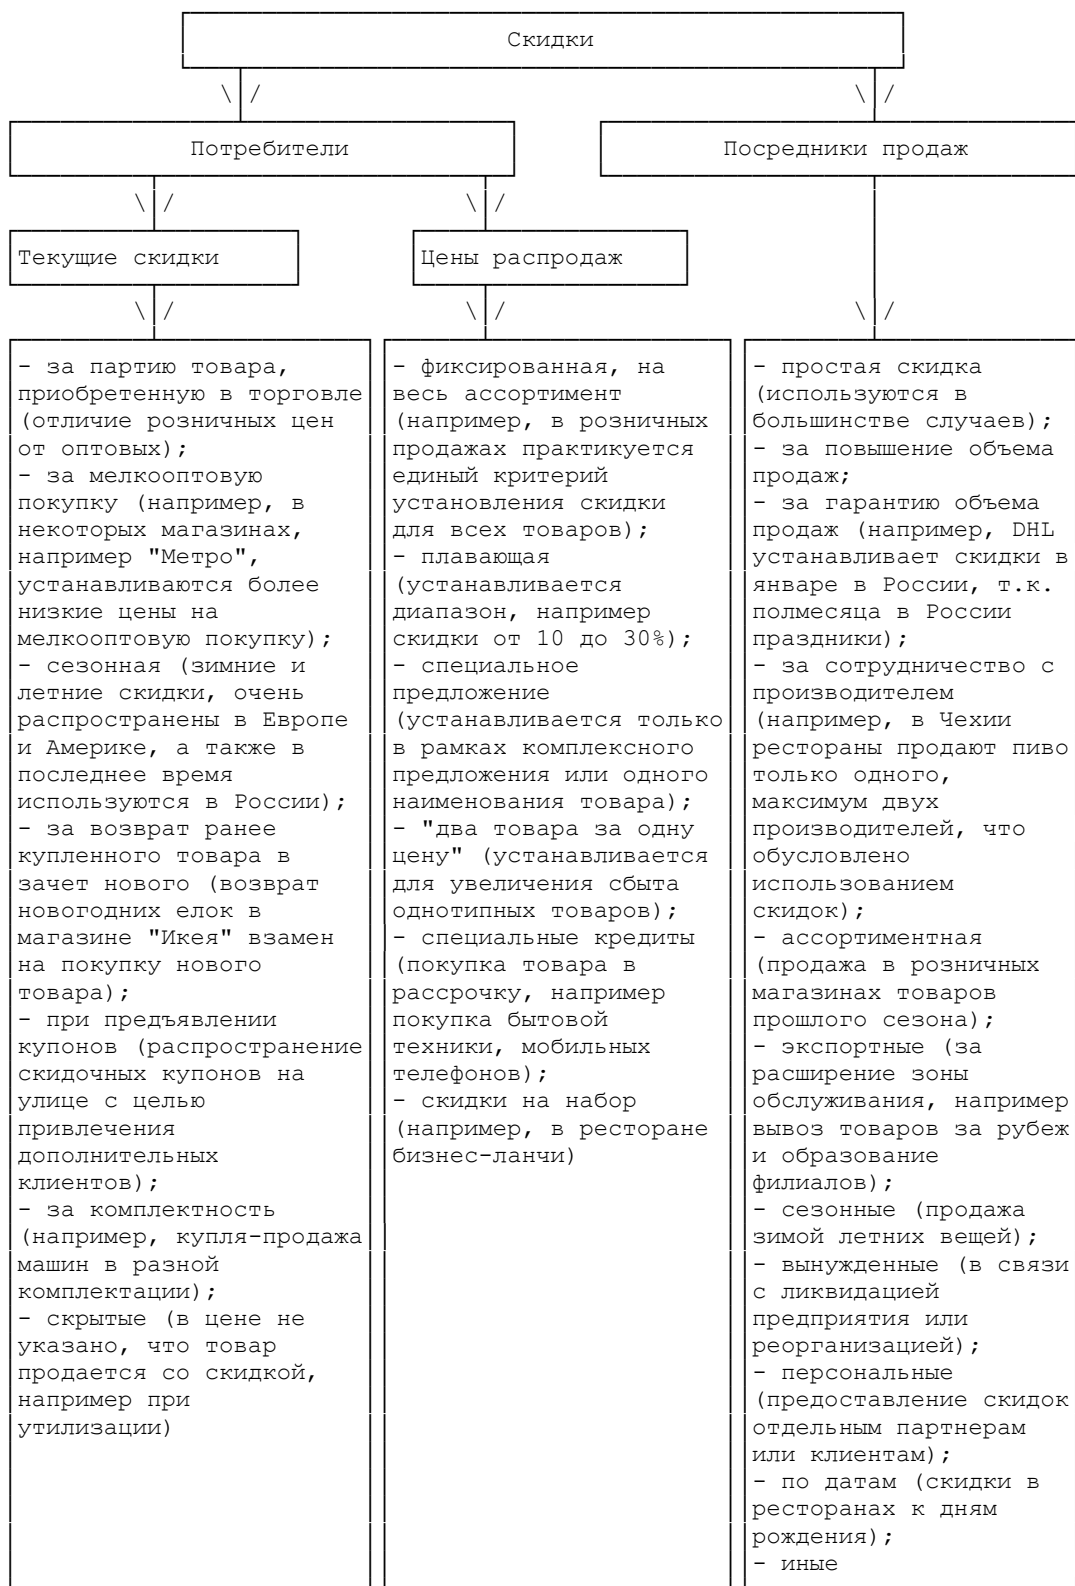 Скидки
Потребители
Посредники продаж
Текущие скидки
Цены распродаж
- за партию товара,
приобретенную в торговле
(отличие розничных цен
от оптовых);
- за мелкооптовую
покупку (например, в
некоторых магазинах,
например "Метро",
устанавливаются более
низкие цены на
мелкооптовую покупку);
- сезонная (зимние и
летние скидки, очень
распространены в Европе
и Америке, а также в
последнее время
используются в России);
- за возврат ранее
купленного товара в
зачет нового (возврат
новогодних елок в
магазине "Икея" взамен
на покупку нового
товара);
- при предъявлении
купонов (распространение
скидочных купонов на
улице с целью
привлечения
дополнительных
клиентов);
- за комплектность
(например, купля-продажа
машин в разной
комплектации);
- скрытые (в цене не
указано, что товар
продается со скидкой,
например при
утилизации)
- фиксированная, на
весь ассортимент
(например, в розничных
продажах практикуется
единый критерий
установления скидки
для всех товаров);
- плавающая
(устанавливается
диапазон, например
скидки от 10 до 30%);
- специальное
предложение
(устанавливается только
в рамках комплексного
предложения или одного
наименования товара);
- "два товара за одну
цену" (устанавливается
для увеличения сбыта
однотипных товаров);
- специальные кредиты
(покупка товара в
рассрочку, например
покупка бытовой
техники, мобильных
телефонов);
- скидки на набор
(например, в ресторане
бизнес-ланчи)
- простая скидка
(используются в
большинстве случаев);
- за повышение объема
продаж;
- за гарантию объема
продаж (например, DHL
устанавливает скидки в
январе в России, т.к.
полмесяца в России
праздники);
- за сотрудничество с
производителем
(например, в Чехии
рестораны продают пиво
только одного,
максимум двух
производителей, что
обусловлено
использованием
скидок);
- ассортиментная
(продажа в розничных
магазинах товаров
прошлого сезона);
- экспортные (за
расширение зоны
обслуживания, например
вывоз товаров за рубеж
и образование
филиалов);
- сезонные (продажа
зимой летних вещей);
- вынужденные (в связи
с ликвидацией
предприятия или
реорганизацией);
- персональные
(предоставление скидок
отдельным партнерам
или клиентам);
- по датам (скидки в
ресторанах к дням
рождения);
- иные